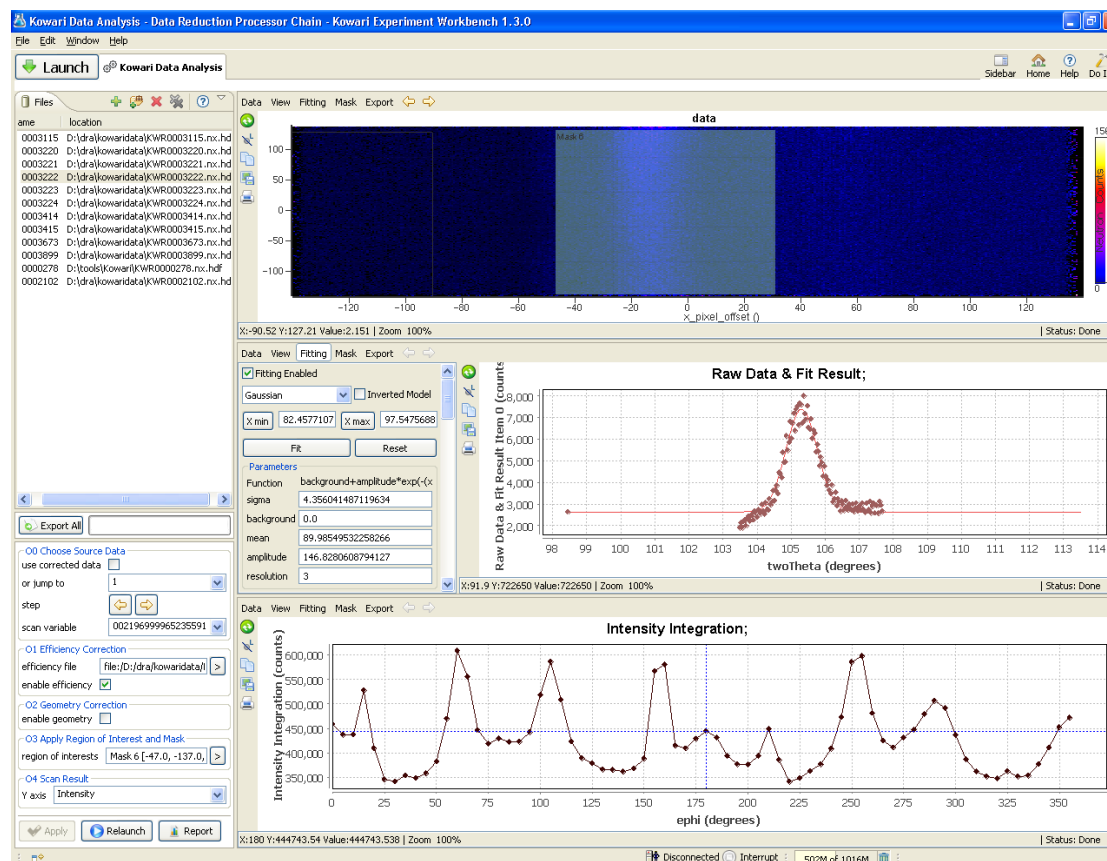 Kowari Data Analysis - Data Reduction Processor Chain - Kowari Experiment Workbench 1.3.0
File Edit Window Help
Launch Kowari Data Analysis
Sidebar Home Help Do I
Files
ame location
0003115 D:\dra\kowaridata\KWR0003115.nx.hd
0003220 D:\dra\kowaridata\KWR0003220.nx.hd
0003221 D:\dra\kowaridata\KWR0003221.nx.hd
0003222 D:\dra\kowaridata\KWR0003222.nx.hd
0003223 D:\dra\kowaridata\KWR0003223.nx.hd
0003224 D:\dra\kowaridata\KWR0003224.nx.hd
0003414 D:\dra\kowaridata\KWR0003414.nx.hd
0003415 D:\dra\kowaridata\KWR0003415.nx.hd
0003673 D:\dra\kowaridata\KWR0003673.nx.hd
0003899 D:\dra\kowaridata\KWR0003899.nx.hd
0000278 D:\tools\Kowari\KWR0000278.nx.hdf
0002102 D:\dra\kowaridata\KWR0002102.nx.hd
Export All
00 Choose Source Data
use corrected data
or jump to 1
step
scan variable 002196999965235591
01 Efficiency Correction
efficiency file file:/D:/dra/kowaridata/I >
enable efficiency
02 Geometry Correction
enable geometry
03 Apply Region of Interest and Mask
region of interests Mask 6 [-47.0, -137.0, >
04 Scan Result
Y axis Intensity
Apply Relaunch Report
Data View Fitting Mask Export
data
Mask 6
100
50
0
-50
-100
-120 -100 -80 -60 -40 -20 0 20 40 60 80 100 120
x_pixel_offset ()
156
Neutron Counts
0
X:-90.52 Y:127.21 Value:2.151 | Zoom 100% | Status: Done
Data View Fitting Mask Export
Fitting Enabled
Gaussian Inverted Model
X min 82.4577107 X max 97.5475688
Fit Reset
Parameters
Function background+amplitude*exp(-(x
sigma 4.356041487119634
background 0.0
mean 89.98549532258266
amplitude 146.8280608794127
resolution 3
Raw Data & Fit Result;
Raw Data & Fit Result Item 0 (counts
8,000
7,000
6,000
5,000
4,000
3,000
2,000
98 99 100 101 102 103 104 105 106 107 108 109 110 111 112 113 114
twoTheta (degrees)
X:91.9 Y:722650 Value:722650 | Zoom 100% | Status: Done
Data View Fitting Mask Export
Intensity Integration;
Intensity Integration (counts)
600,000
550,000
500,000
450,000
400,000
350,000
0 25 50 75 100 125 150 175 200 225 250 275 300 325 350
ephi (degrees)
X:180 Y:444743.54 Value:444743.538 | Zoom 100% | Status: Done
Disconnected Interrupt : 502M of 1016M